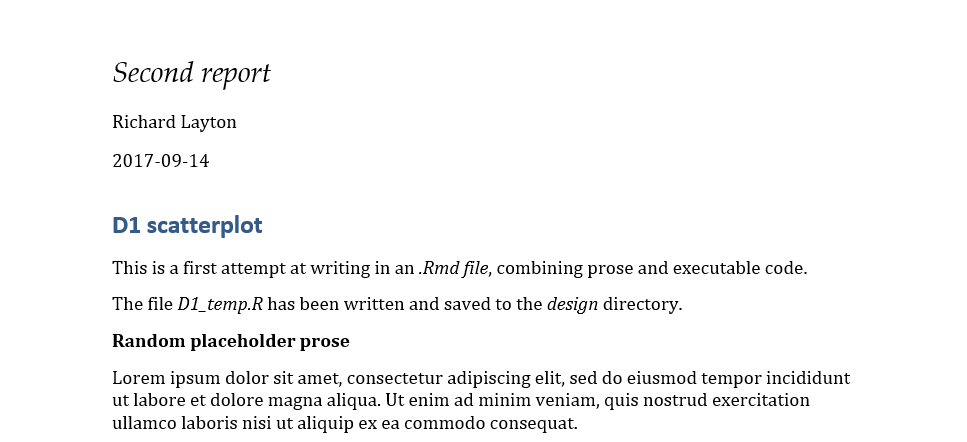 Second report
Richard Layton
2017-09-14
D1 scatterplot
This is a first attempt at writing in an .Rmd file, combining prose and executable code.
The file D1_temp.R has been written and saved to the design directory.
Random placeholder prose
Lorem ipsum dolor sit amet, consectetur adipiscing elit, sed do eiusmod tempor incididunt
ut labore et dolore magna aliqua. Ut enim ad minim veniam, quis nostrud exercitation
ullamco laboris nisi ut aliquip ex ea commodo consequat.